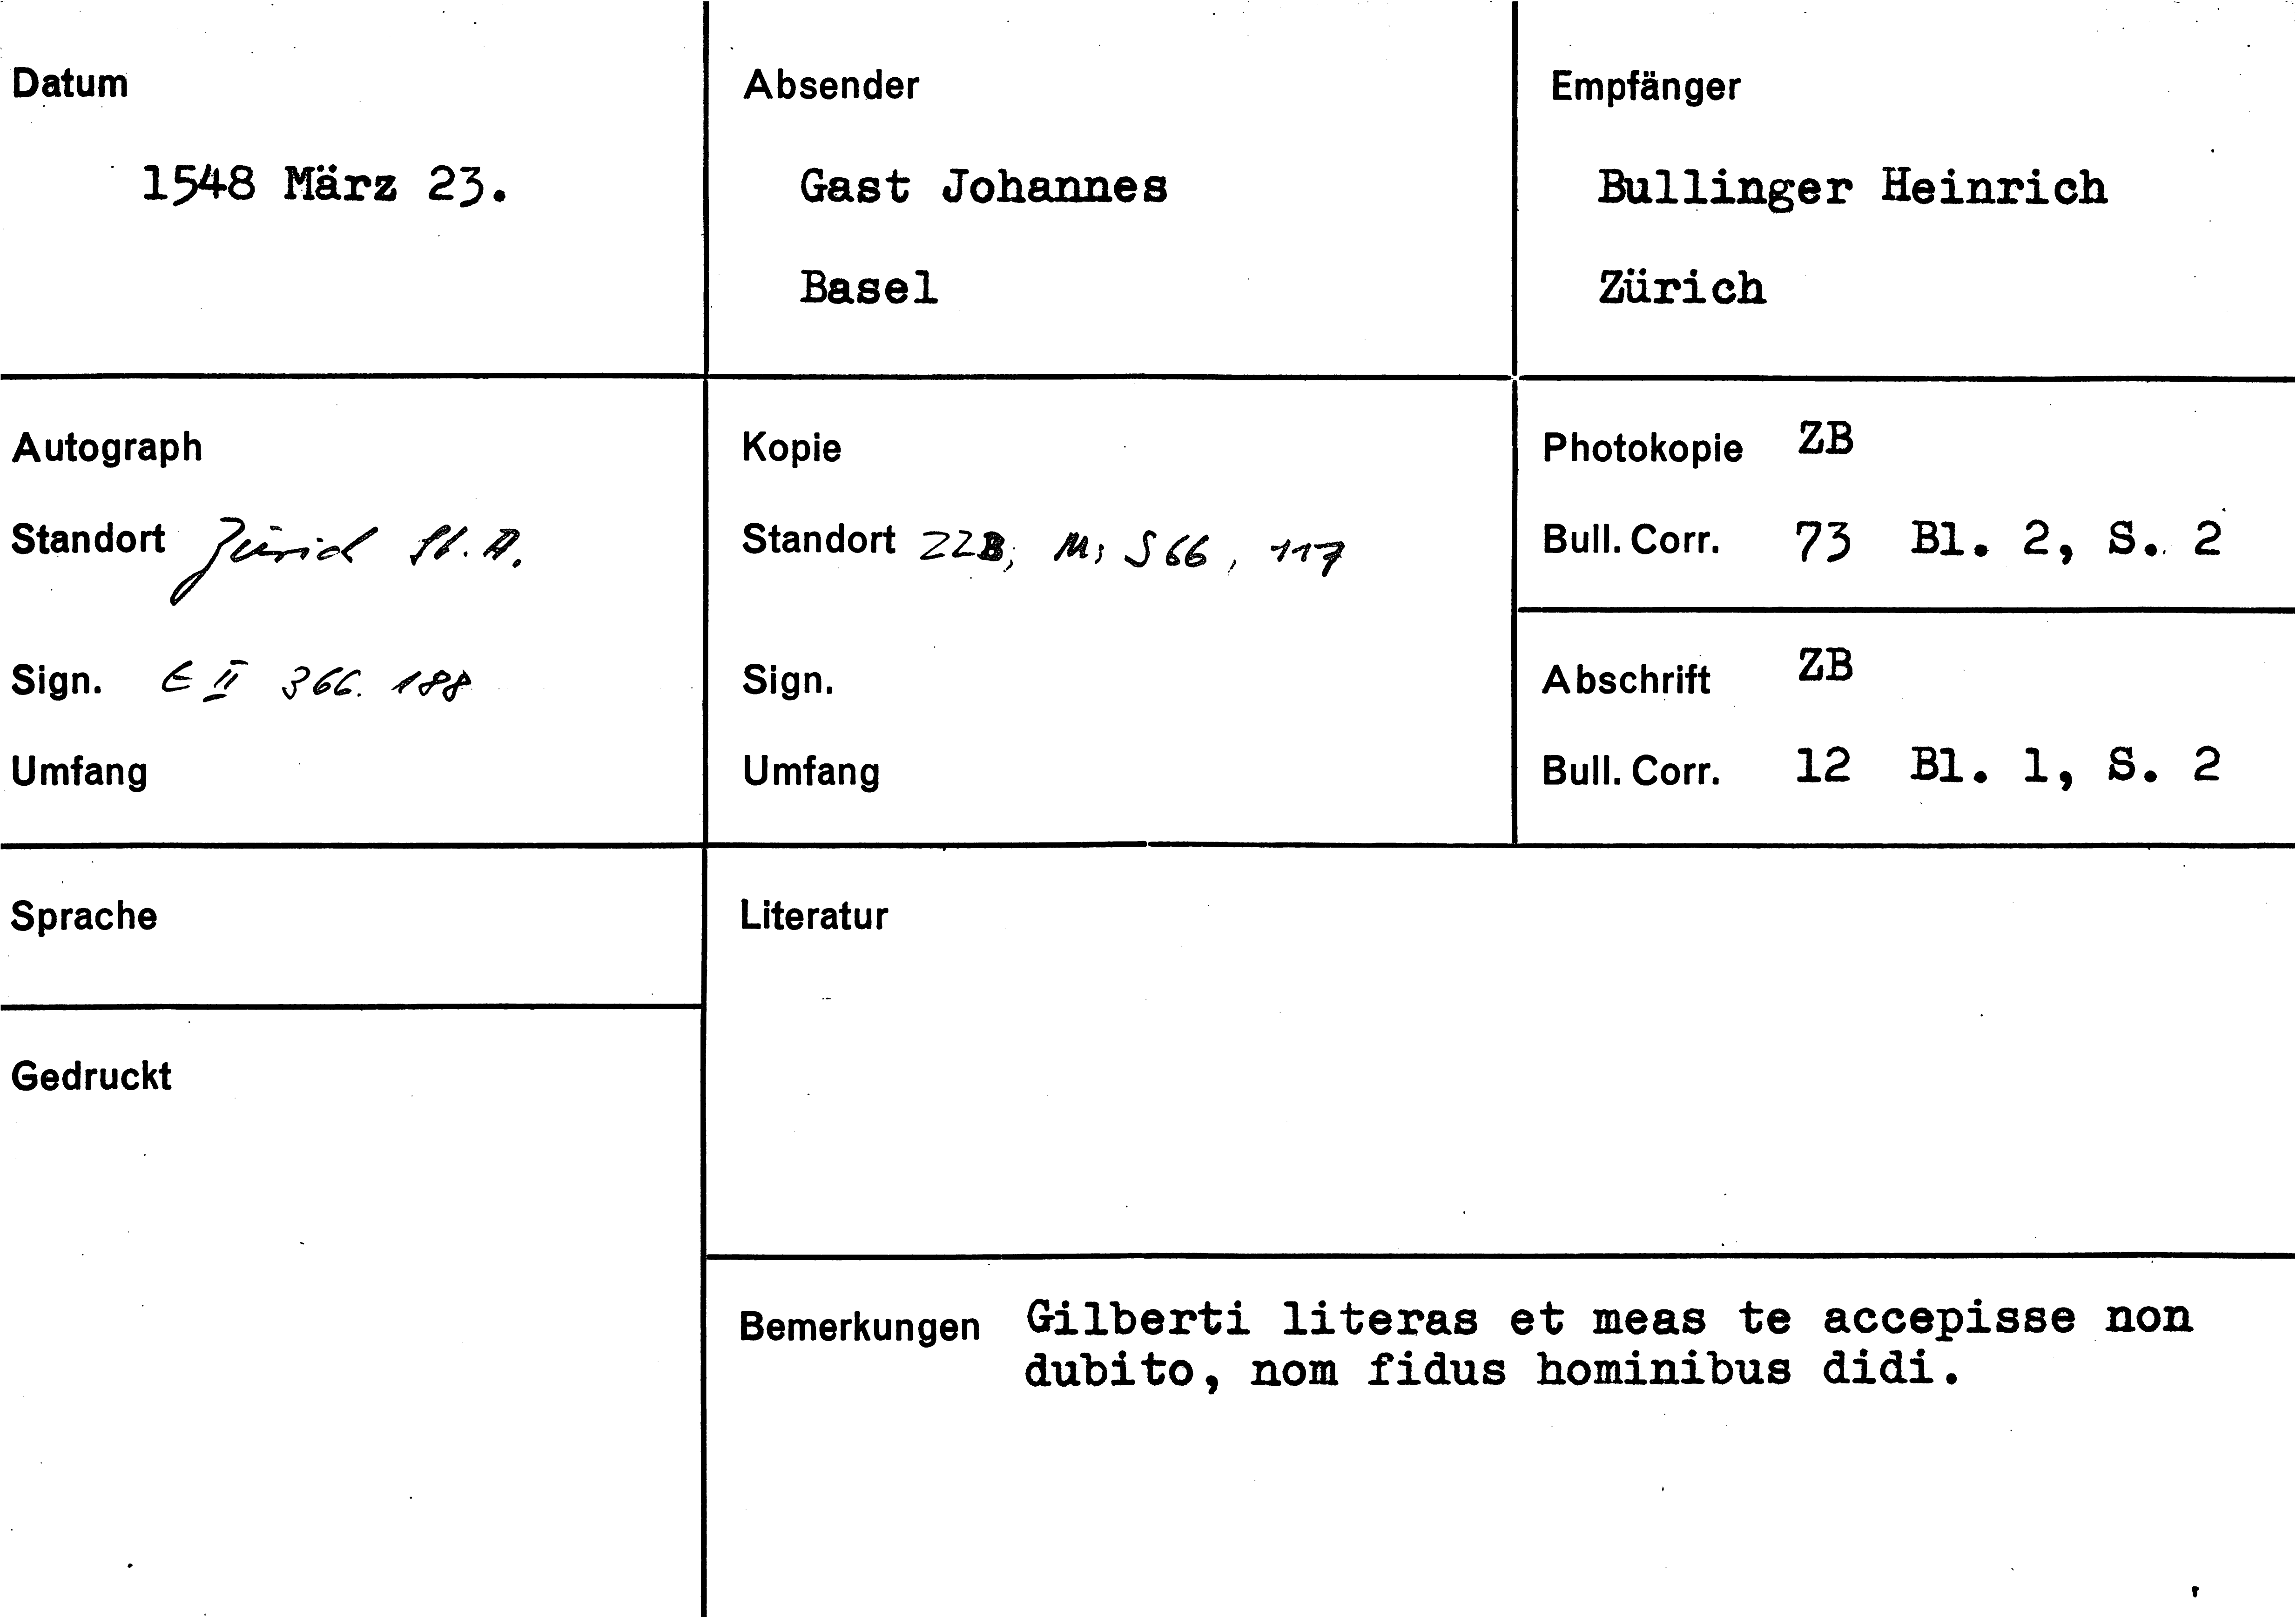 Datum
1548 März 23.
Absender
Gast Johannes
Basel
Empfänger
Bullinger Heinrich
Zürich
Autograph
Standort Zürich St. A.
Sign. E II 366. 188
Umfang
Kopie
Standort ZZB, Ms S 66, 117
Sign.
Umfang
Photokopie ZB
Bull. Corr. 73 Bl. 2, S. 2
Abschrift ZB
Bull. Corr. 12 Bl. 1, S. 2
Sprache
Gedruckt
Literatur
Bemerkungen Gilberti literas et meas te accepisse non
dubito, nom fidus hominibus didi.